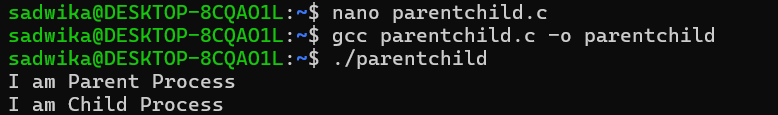 sadwika@DESKTOP-8CQAO1L:~$ nano parentchild.c
sadwika@DESKTOP-8CQAO1L:~$ gcc parentchild.c -o parentchild
sadwika@DESKTOP-8CQAO1L:~$ ./parentchild
I am Parent Process
I am Child Process